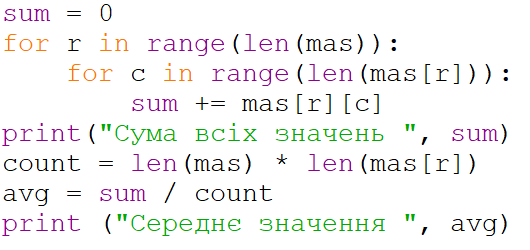 sum = 0
for r in range(len(mas)):
    for c in range(len(mas[r])):
        sum += mas[r][c]
print("Сума всіх значень ", sum)
count = len(mas) * len(mas[r])
avg = sum / count
print ("Середнє значення ", avg)